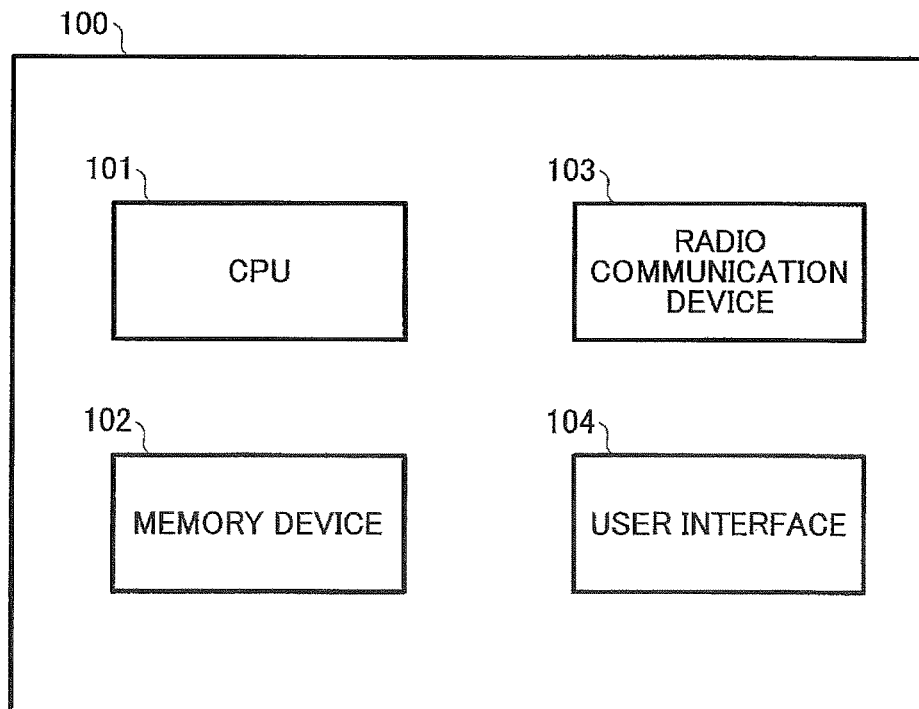 100
101
CPU
103
RADIO
COMMUNICATION
DEVICE
102
MEMORY DEVICE
104
USER INTERFACE